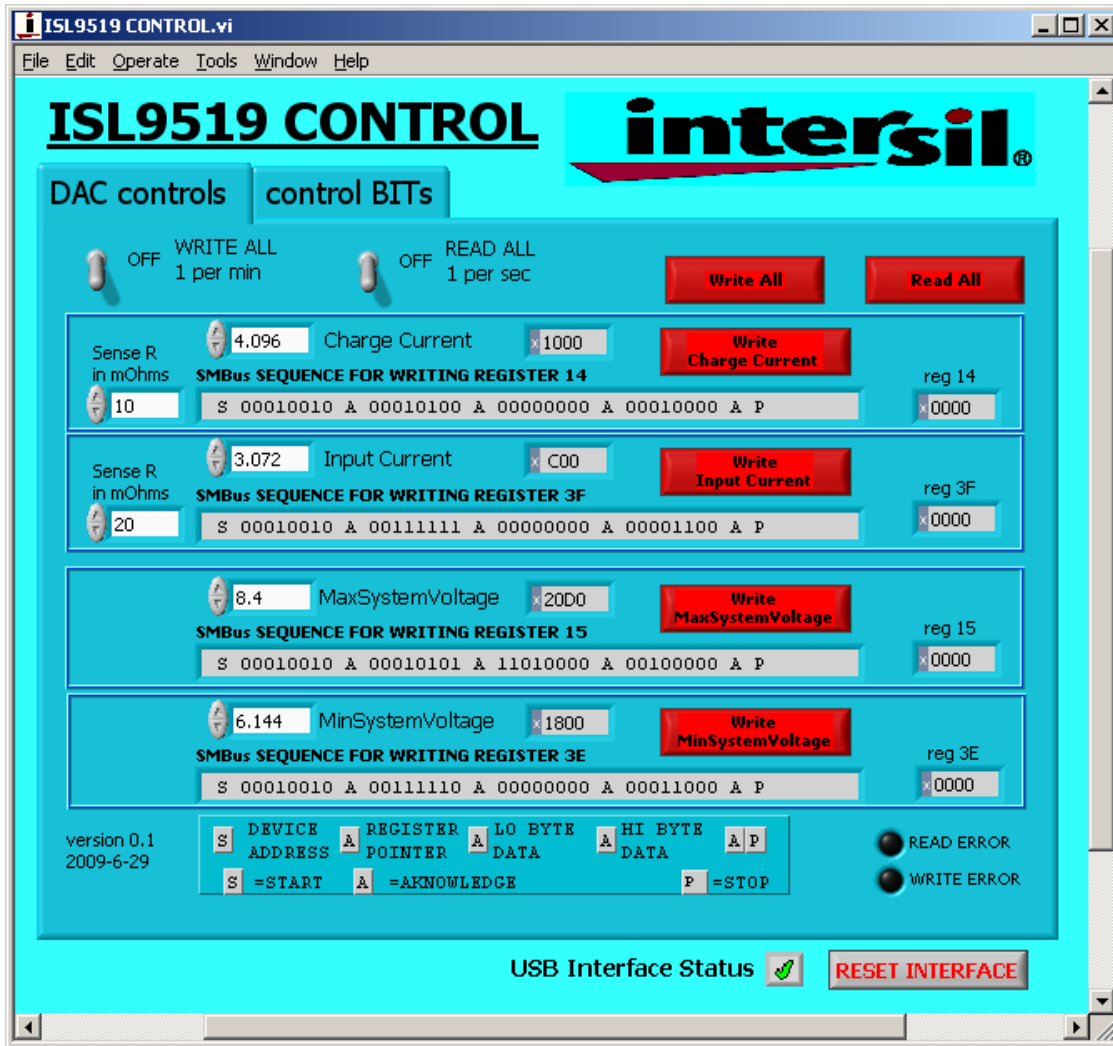 ISL9519 CONTROL.vi
File Edit Operate Tools Window Help
ISL9519 CONTROL
intersil®
DAC controls
control BITs
OFF
WRITE ALL
1 per min
OFF
READ ALL
1 per sec
Write All
Read All
Sense R
in mOhms
10
4.096 Charge Current x 1000
Write
Charge Current
SMBus SEQUENCE FOR WRITING REGISTER 14
S 00010010 A 00010100 A 00000000 A 00010000 A P
reg 14
x 0000
Sense R
in mOhms
20
3.072 Input Current x C00
Write
Input Current
SMBus SEQUENCE FOR WRITING REGISTER 3F
S 00010010 A 00111111 A 00000000 A 00001100 A P
reg 3F
x 0000
8.4 MaxSystemVoltage x 20D0
Write
MaxSystemVoltage
SMBus SEQUENCE FOR WRITING REGISTER 15
S 00010010 A 00010101 A 11010000 A 00100000 A P
reg 15
x 0000
6.144 MinSystemVoltage x 1800
Write
MinSystemVoltage
SMBus SEQUENCE FOR WRITING REGISTER 3E
S 00010010 A 00111110 A 00000000 A 00011000 A P
reg 3E
x 0000
version 0.1
2009-6-29
S DEVICE ADDRESS A REGISTER POINTER A LO BYTE DATA A HI BYTE DATA A P
S =START A =AKNOWLEDGE P =STOP
READ ERROR
WRITE ERROR
USB Interface Status
RESET INTERFACE